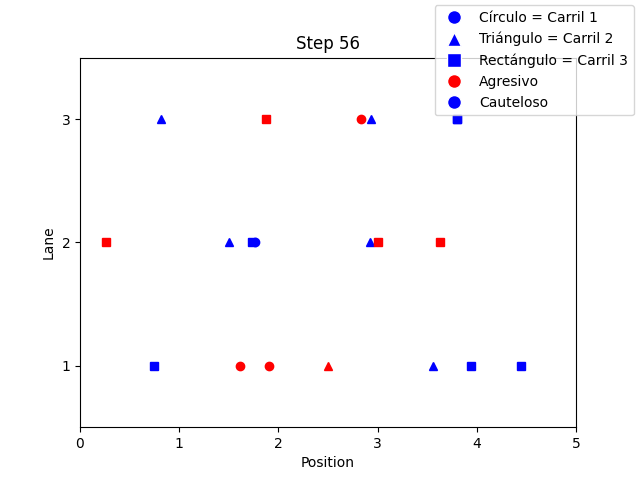 Step 56
Círculo = Carril 1
Triángulo = Carril 2
Rectángulo = Carril 3
Agresivo
Cauteloso
Lane
3
2
1
0 1 2 3 4 5
Position